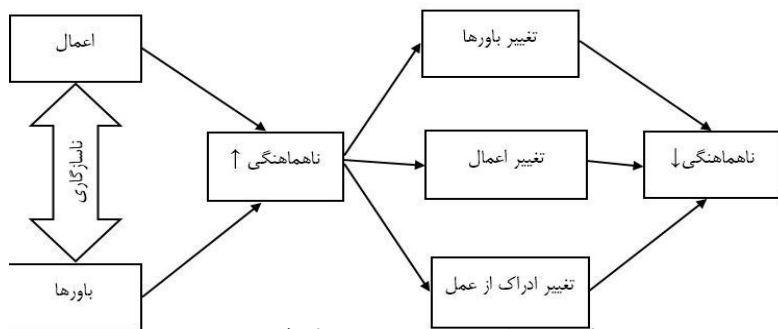 اعمال
ناسازگاری
باورها
ناهماهنگی ↑
تغییر باورها
تغییر اعمال
تغییر ادراک از عمل
ناهماهنگی↓